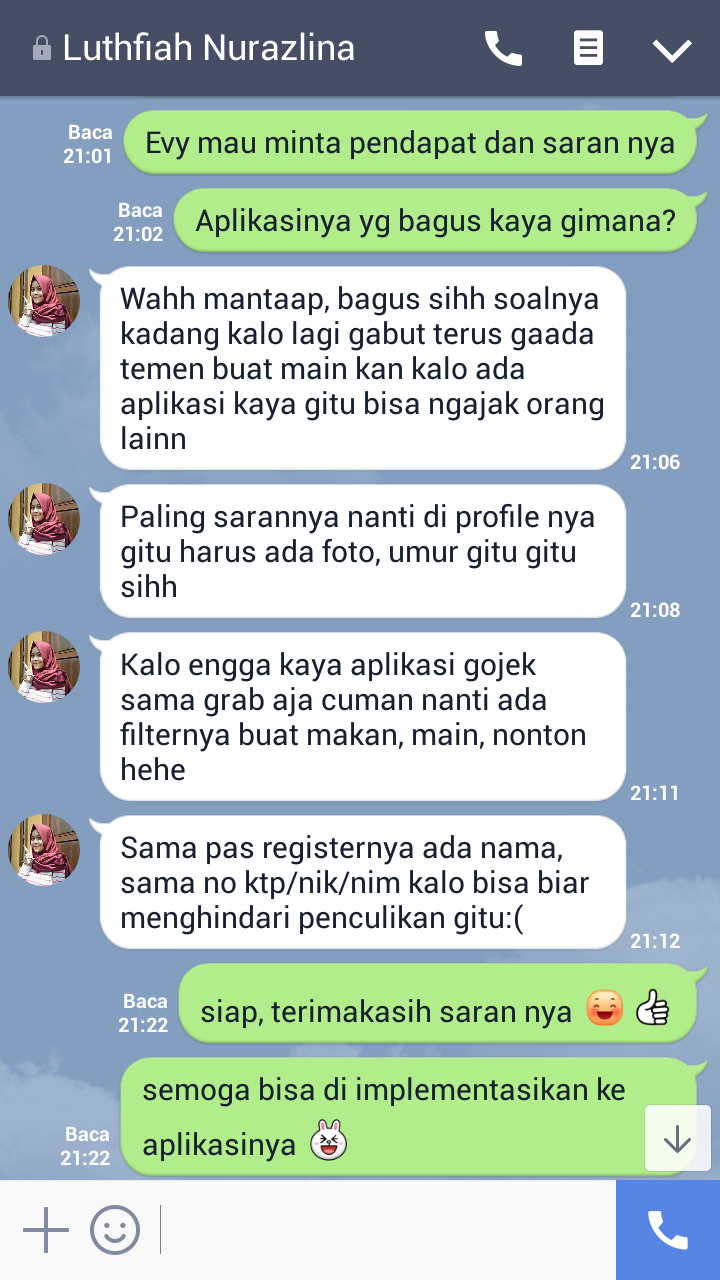 Luthfiah Nurazlina
Baca
21:01
Evy mau minta pendapat dan saran nya
Baca
21:02
Aplikasinya yg bagus kaya gimana?
Wahh mantaap, bagus sihh soalnya
kadang kalo lagi gabut terus gaada
temen buat main kan kalo ada
aplikasi kaya gitu bisa ngajak orang
lainn
21:06
Paling sarannya nanti di profile nya
gitu harus ada foto, umur gitu gitu
sihh
21:08
Kalo engga kaya aplikasi gojek
sama grab aja cuman nanti ada
filternya buat makan, main, nonton
hehe
21:11
Sama pas registernya ada nama,
sama no ktp/nik/nim kalo bisa biar
menghindari penculikan gitu:(
21:12
Baca
21:22
siap, terimakasih saran nya
semoga bisa di implementasikan ke
aplikasinya
Baca
21:22